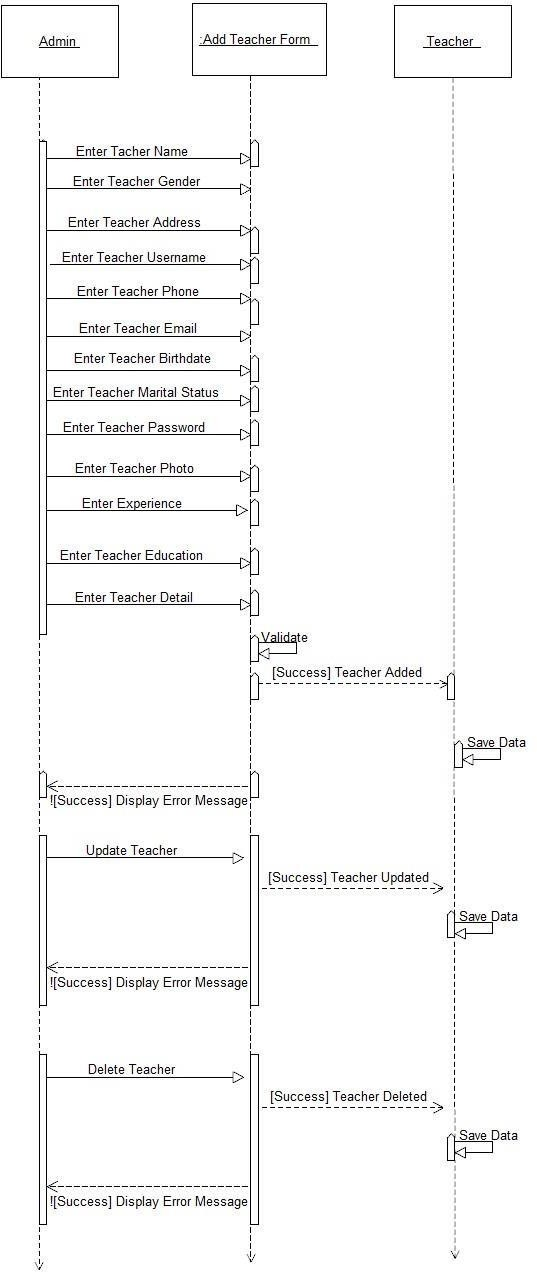 Admin
:Add Teacher Form
Teacher
Enter Tacher Name
Enter Teacher Gender
Enter Teacher Address
Enter Teacher Username
Enter Teacher Phone
Enter Teacher Email
Enter Teacher Birthdate
Enter Teacher Marital Status
Enter Teacher Password
Enter Teacher Photo
Enter Experience
Enter Teacher Education
Enter Teacher Detail
Validate
[Success] Teacher Added
Save Data
![Success] Display Error Message
Update Teacher
[Success] Teacher Updated
Save Data
![Success] Display Error Message
Delete Teacher
[Success] Teacher Deleted
Save Data
![Success] Display Error Message